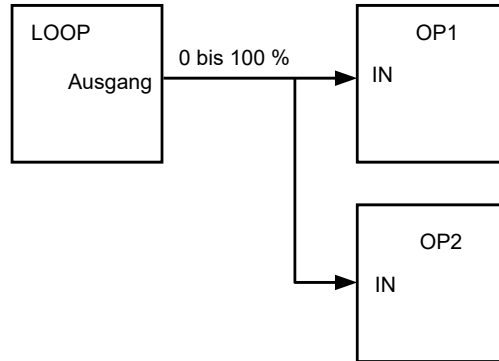 LOOP
Ausgang
0 bis 100 %
OP1
IN
OP2
IN